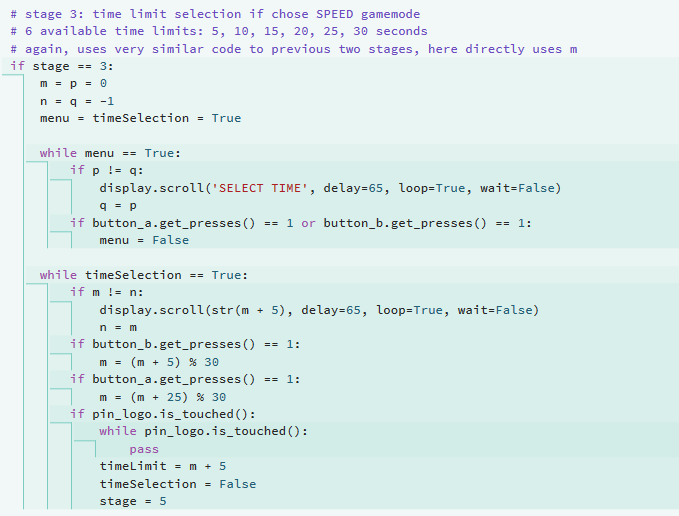 # stage 3: time limit selection if chose SPEED gamemode
# 6 available time limits: 5, 10, 15, 20, 25, 30 seconds
# again, uses very similar code to previous two stages, here directly uses m
if stage == 3:
    m = p = 0
    n = q = -1
    menu = timeSelection = True

    while menu == True:
        if p != q:
            display.scroll('SELECT TIME', delay=65, loop=True, wait=False)
            q = p
        if button_a.get_presses() == 1 or button_b.get_presses() == 1:
            menu = False

    while timeSelection == True:
        if m != n:
            display.scroll(str(m + 5), delay=65, loop=True, wait=False)
            n = m
        if button_b.get_presses() == 1:
            m = (m + 5) % 30
        if button_a.get_presses() == 1:
            m = (m + 25) % 30
        if pin_logo.is_touched():
            while pin_logo.is_touched():
                pass
            timeLimit = m + 5
            timeSelection = False
            stage = 5